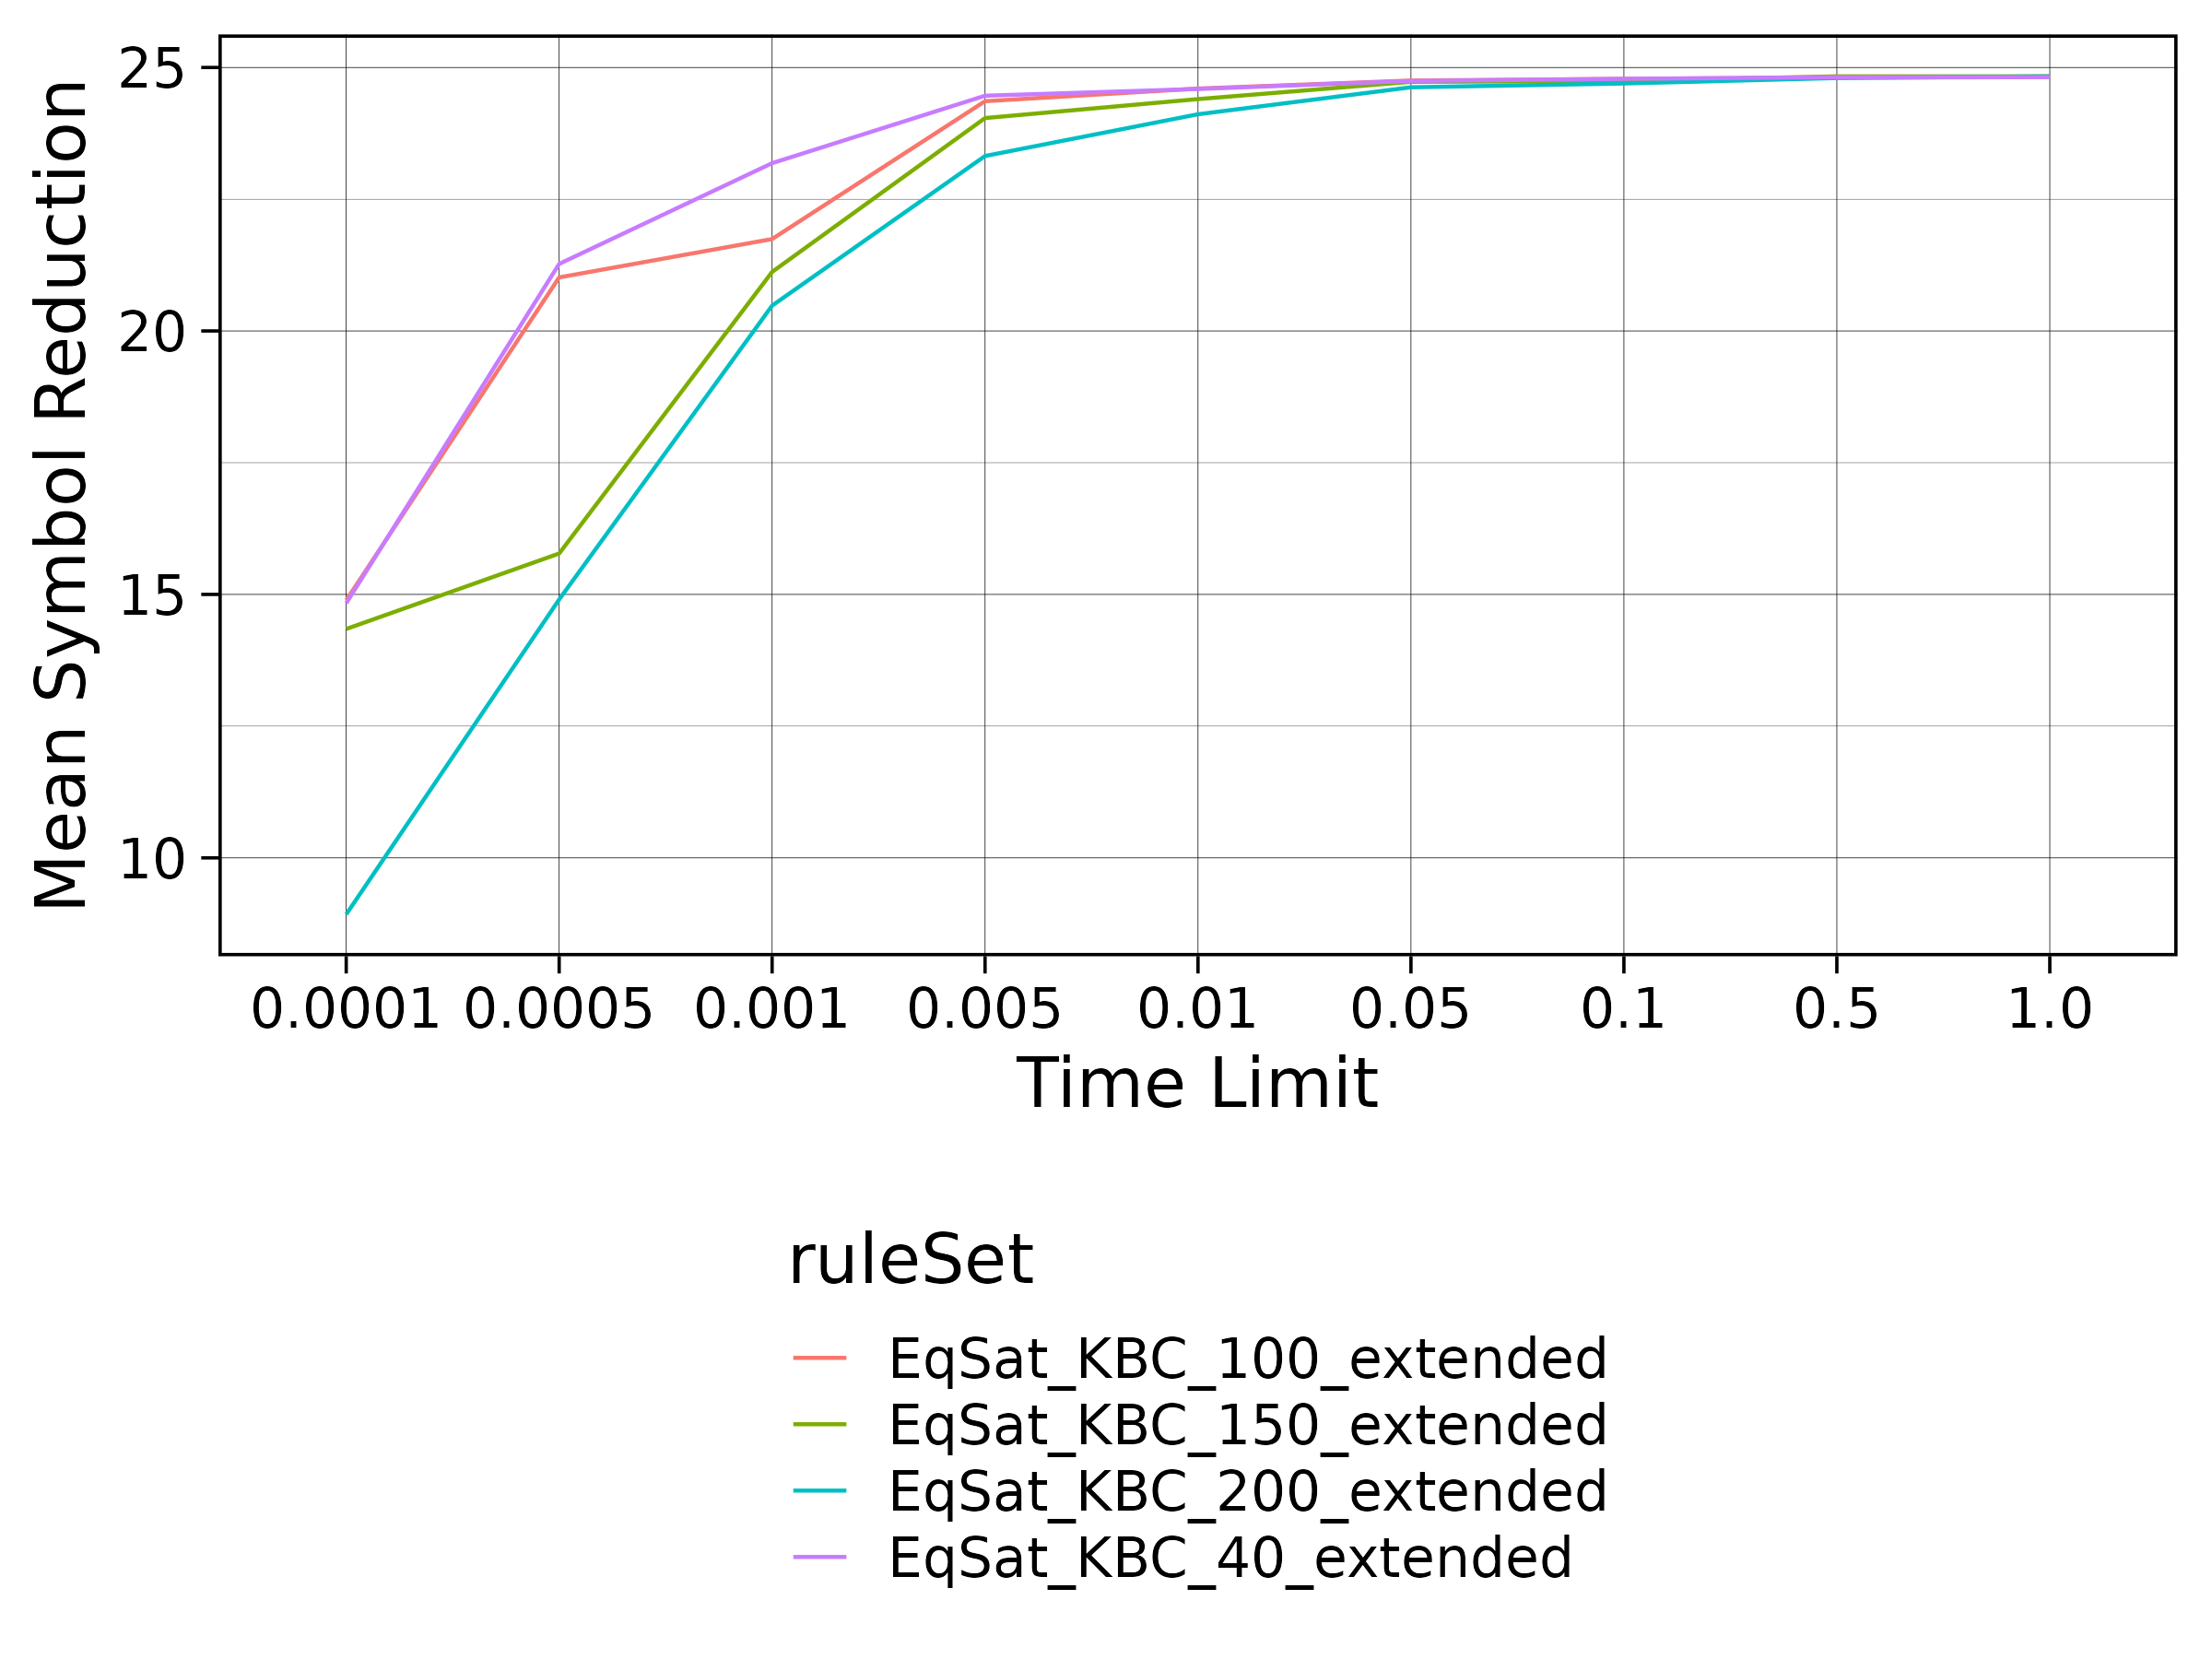 25
20
15
10
Mean Symbol Reduction
0.0001 0.0005 0.001 0.005 0.01 0.05 0.1 0.5 1.0
Time Limit
ruleSet
EqSat_KBC_100_extended
EqSat_KBC_150_extended
EqSat_KBC_200_extended
EqSat_KBC_40_extended